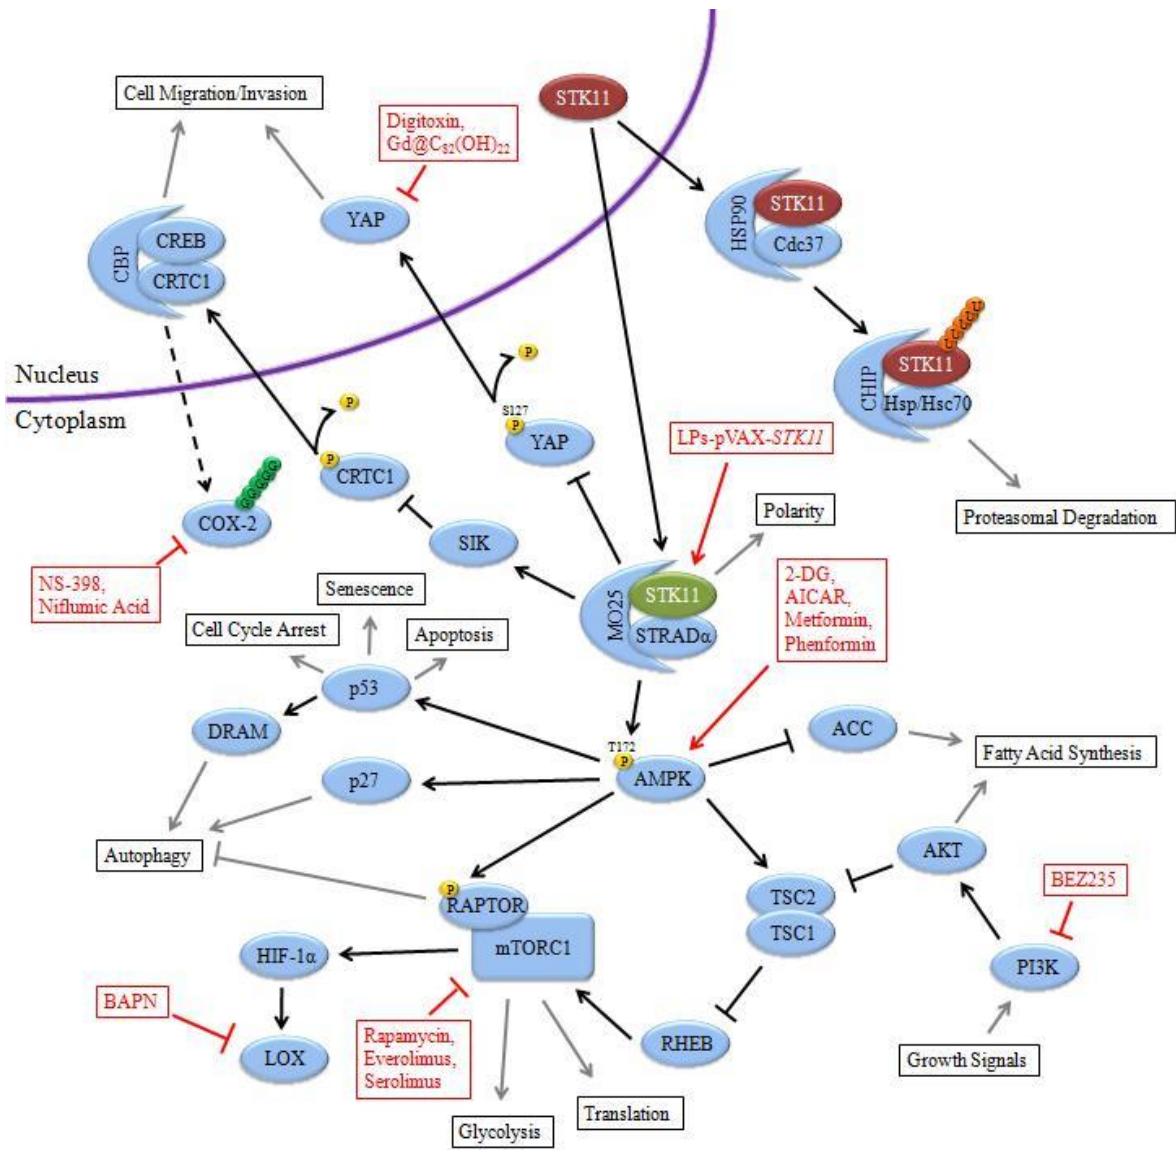 Cell Migration/Invasion
STK11
Digitoxin,
Gd@C₈₂(OH)₂₂
YAP
CBP
CREB
CRTC1
HSP90
STK11
Cdc37
P
U U U U U
CHIP
STK11
Hsp/Hsc70
Nucleus
Cytoplasm
P
S127
P
YAP
LPs-pVAX-STK11
P
CRTC1
Polarity
Proteasomal Degradation
G G G G G
COX-2
SIK
NS-398,
Niflumic Acid
Senescence
Cell Cycle Arrest
Apoptosis
MO25
STK11
STRADα
2-DG,
AICAR,
Metformin,
Phenformin
p53
DRAM
ACC
Fatty Acid Synthesis
T172
P
AMPK
p27
Autophagy
AKT
BEZ235
P
RAPTOR
mTORC1
TSC2
TSC1
HIF-1α
PI3K
BAPN
LOX
Rapamycin,
Everolimus,
Serolimus
RHEB
Growth Signals
Translation
Glycolysis